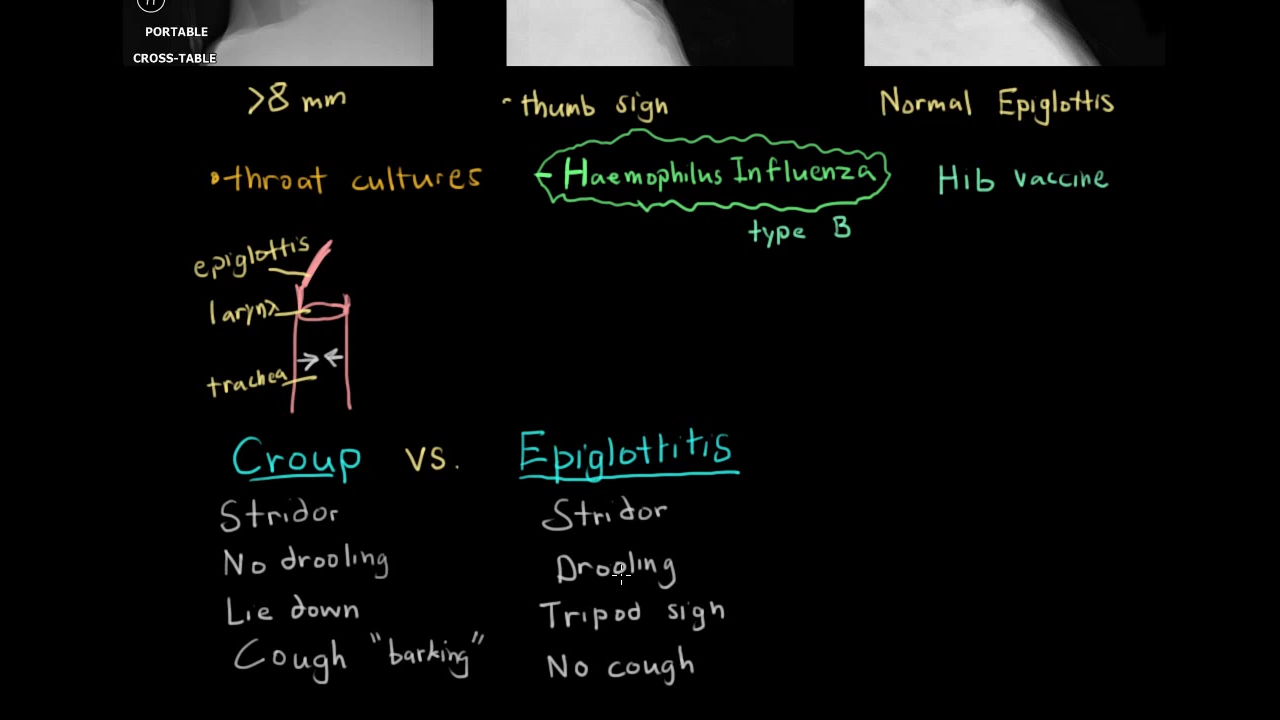 PORTABLE
CROSS-TABLE
>8 mm
- thumb sign
Normal Epiglottis
•throat cultures
- Haemophilus Influenza
Hib vaccine
type B
epiglottis
larynx
trachea
Croup vs. Epiglottitis
Stridor Stridor
No drooling Drooling
Lie down Tripod sign
Cough "barking" No cough